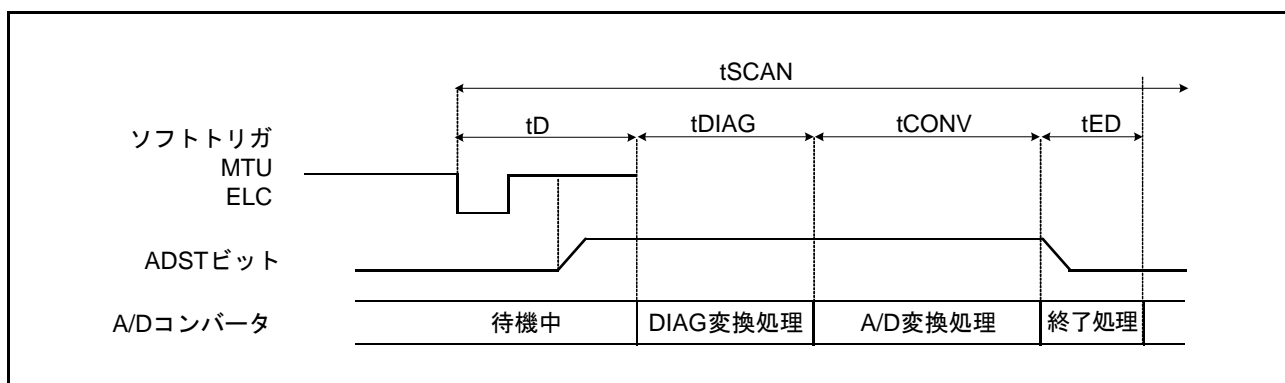 tSCAN
tD
tDIAG
tCONV
tED
ソフトトリガ
MTU
ELC
ADSTビット
A/Dコンバータ
待機中
DIAG変換処理
A/D変換処理
終了処理